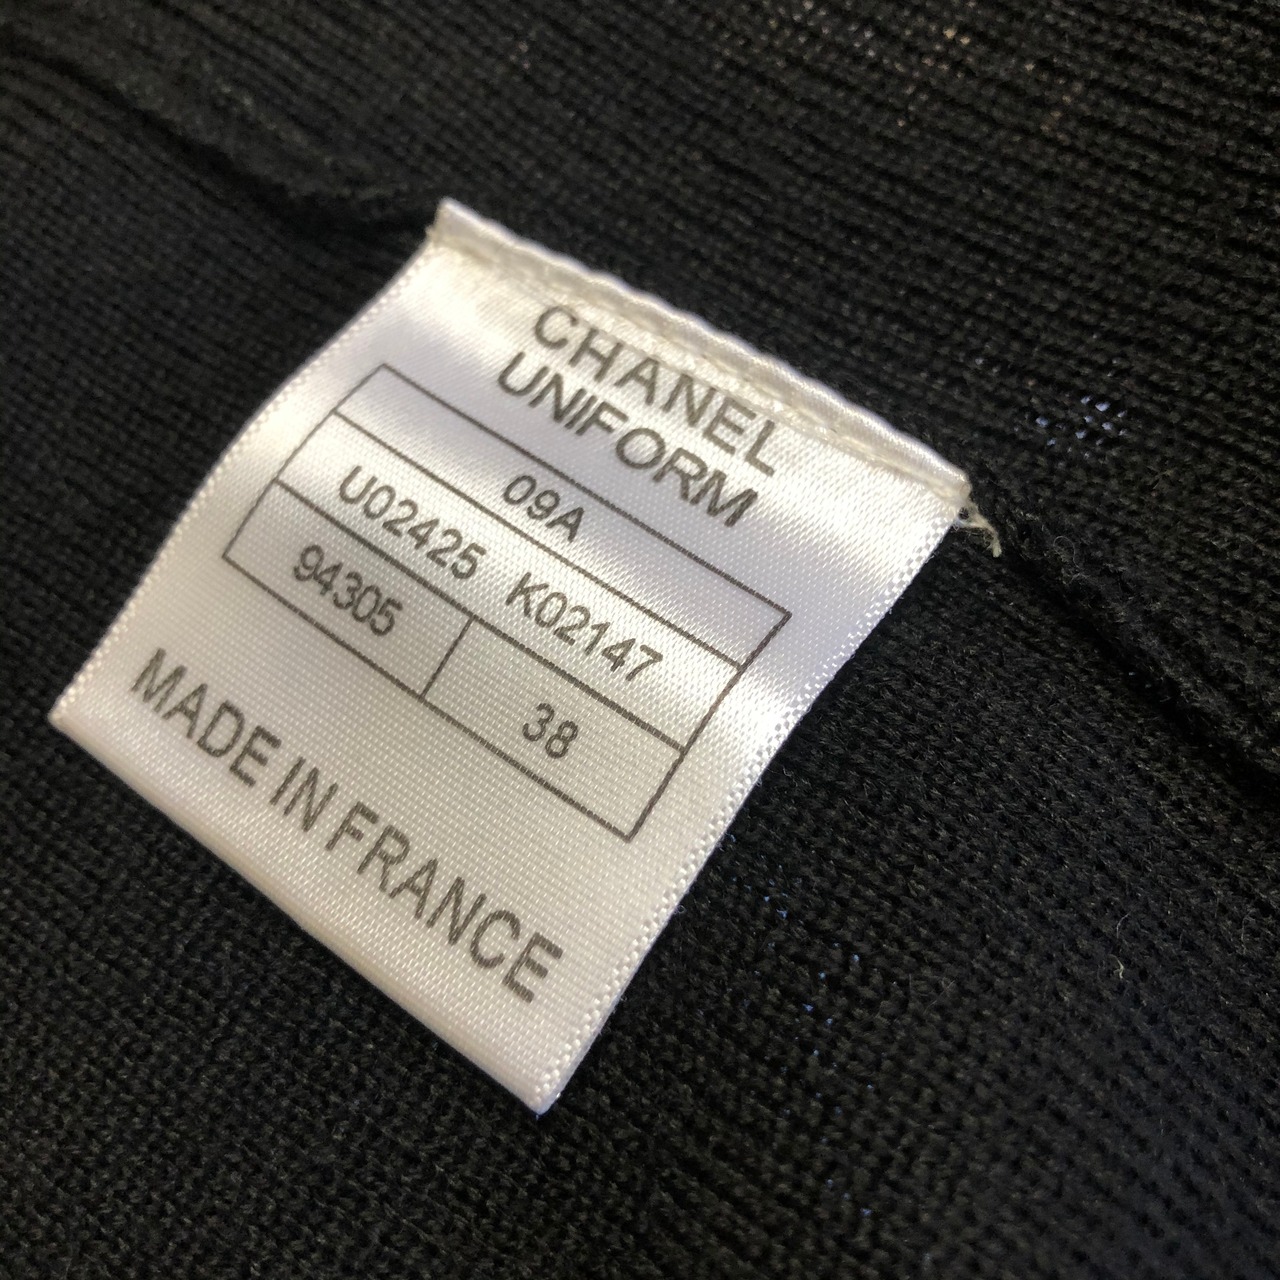 CHANEL
UNIFORM
09A
U02425 K02147
94305 38
MADE IN FRANCE